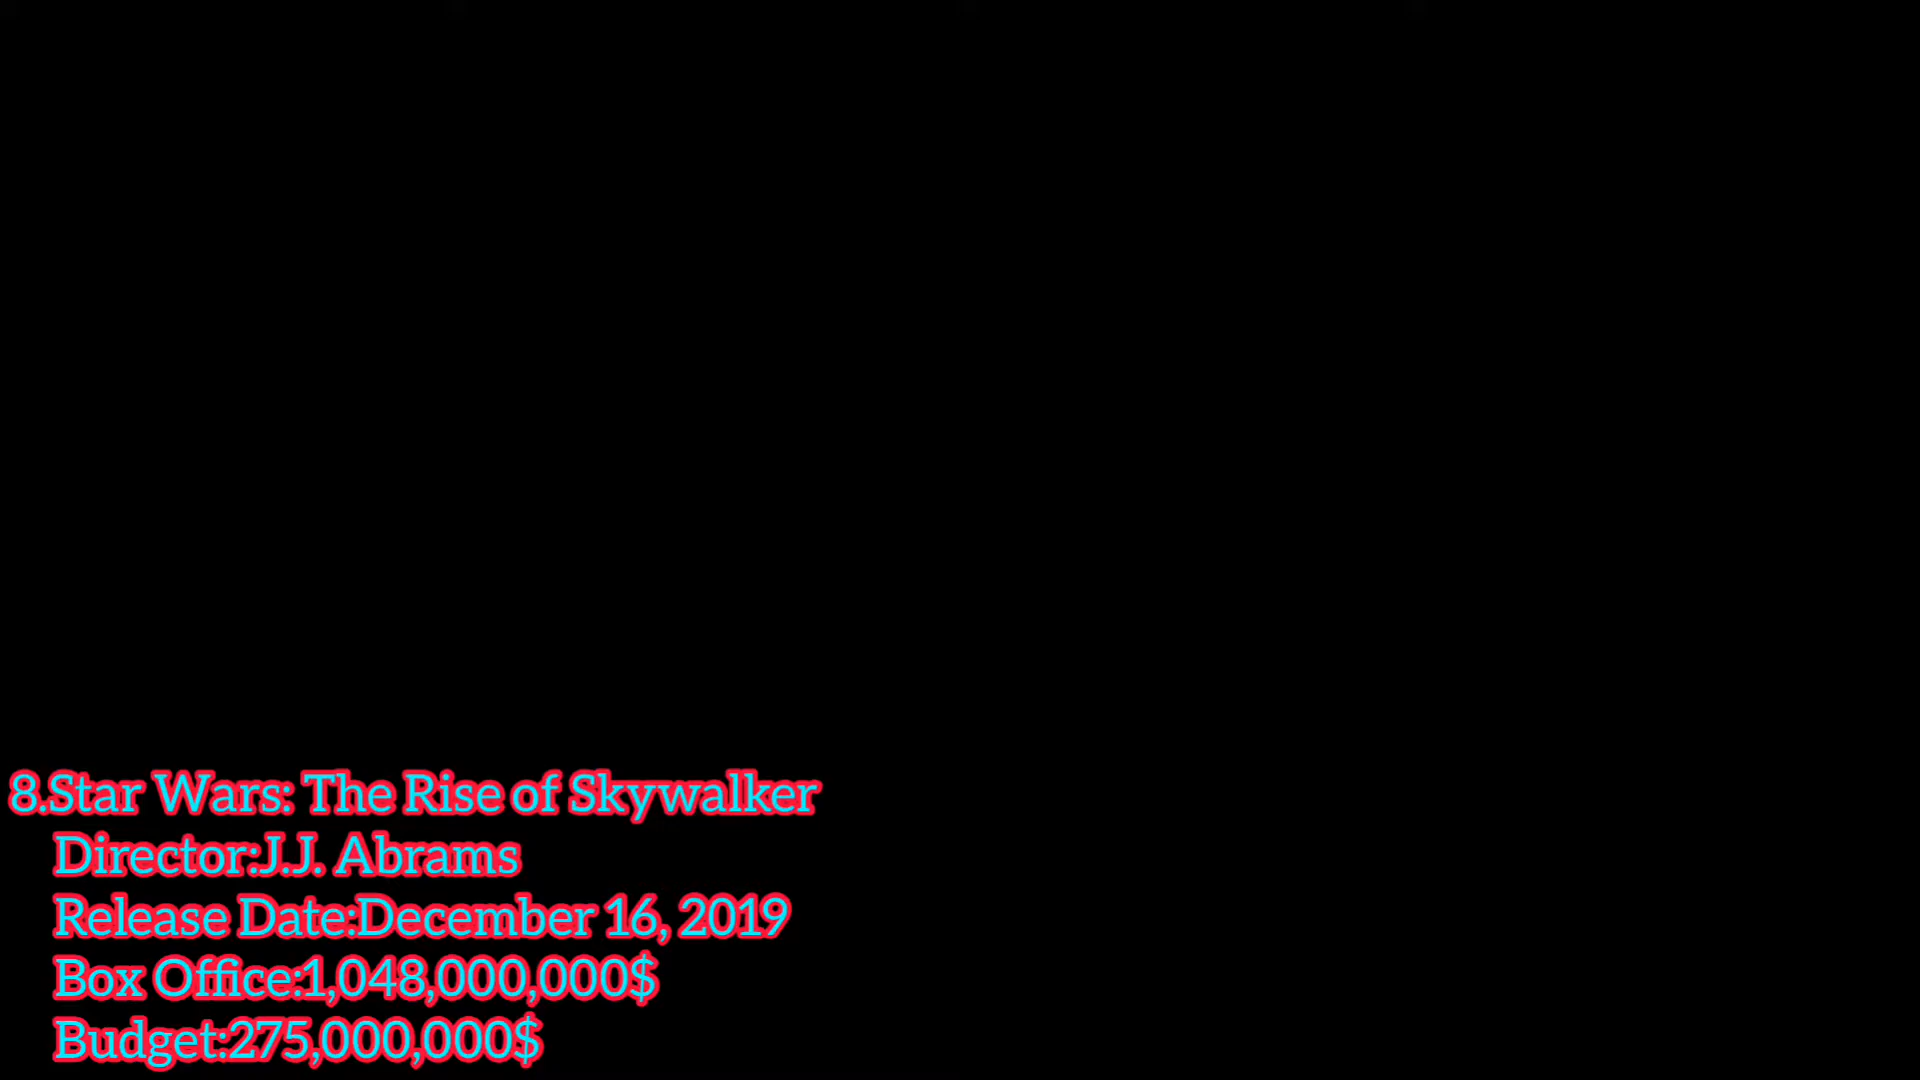 8.Star Wars: The Rise of Skywalker
Director:J.J. Abrams
Release Date:December 16, 2019
Box Office:1,048,000,000$
Budget:275,000,000$